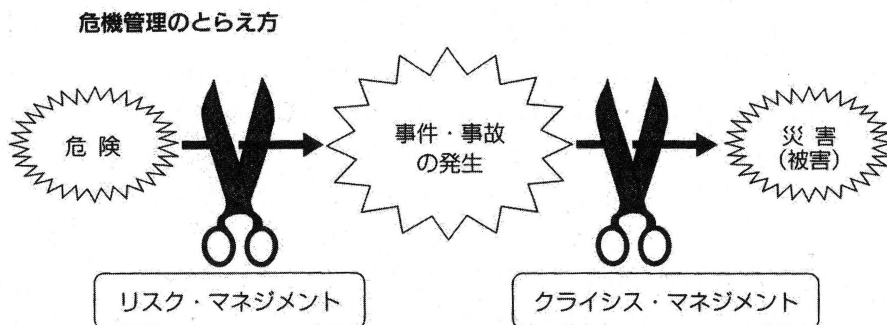 危機管理のとらえ方
危険
事件・事故
の発生
災害
(被害)
リスク・マネジメント
クライシス・マネジメント